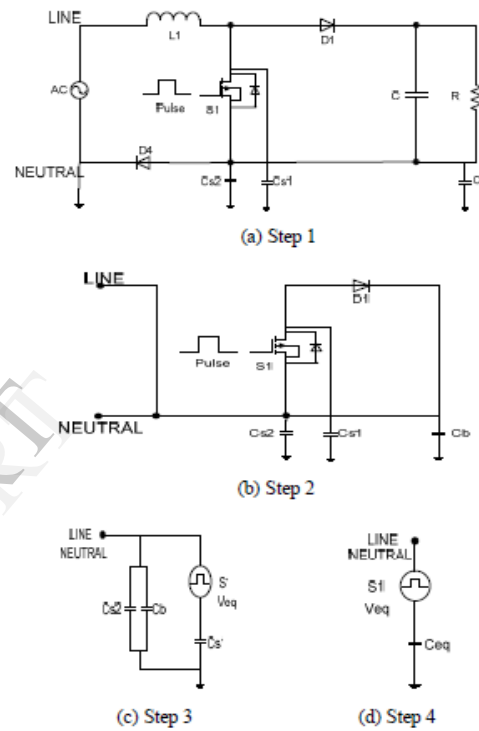 LINE
L1
D1
AC
Pulse
S1
C
R
D4
NEUTRAL
Cs2
Cs1
C
(a) Step 1
LINE
D1
Pulse
S1
NEUTRAL
Cs2
Cs1
Cb
(b) Step 2
LINE
NEUTRAL
S'
Veq
Cs2
Cb
Cs'
(c) Step 3
LINE
NEUTRAL
S1
Veq
Ceq
(d) Step 4